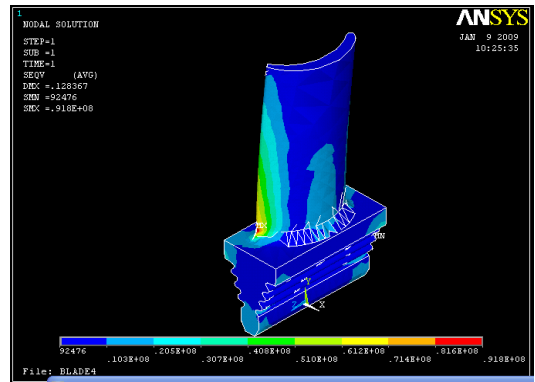 1
NODAL SOLUTION
ANSYS
STEP=1
SUB =1
TIME=1
SEQV (AVG)
DMX =.128367
SMN =92476
SMX =.918E+08
JAN 9 2009
10:25:35
MX
MN
Y
Z X
92476 .205E+08 .408E+08 .612E+08 .816E+08
.103E+08 .307E+08 .510E+08 .714E+08 .918E+08
File: BLADE4